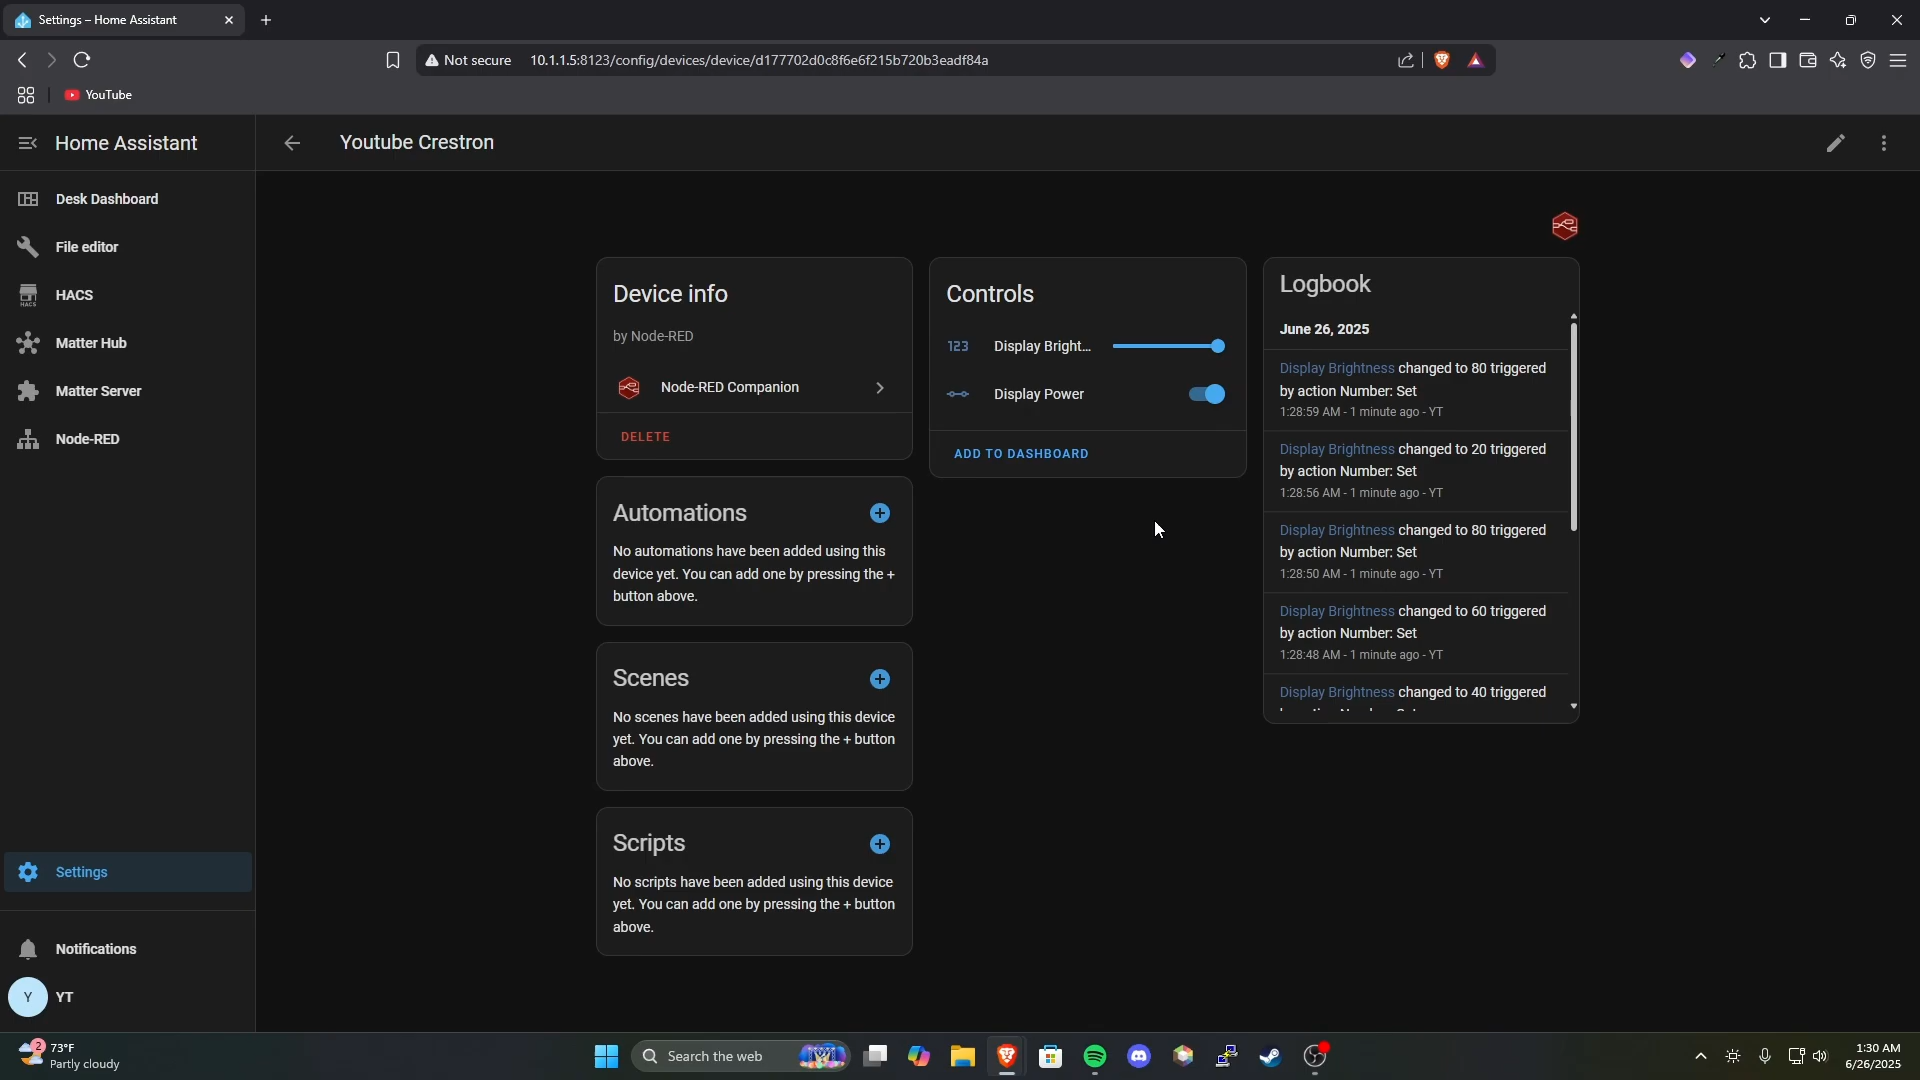 Settings – Home Assistant
Not secure 10.1.1.5:8123/config/devices/device/d177702d0c8f6e6f215b720b3eadf84a
YouTube
Home Assistant
Youtube Crestron
Desk Dashboard
File editor
HACS
HACS
Matter Hub
Matter Server
Node-RED
Settings
Notifications
Y YT
Device info
by Node-RED
Node-RED Companion
DELETE
Automations
No automations have been added using this
device yet. You can add one by pressing the +
button above.
Scenes
No scenes have been added using this device
yet. You can add one by pressing the + button
above.
Scripts
No scripts have been added using this device
yet. You can add one by pressing the + button
above.
Controls
123 Display Bright...
Display Power
ADD TO DASHBOARD
Logbook
June 26, 2025
Display Brightness changed to 80 triggered
by action Number: Set
1:28:59 AM - 1 minute ago - YT
Display Brightness changed to 20 triggered
by action Number: Set
1:28:56 AM - 1 minute ago - YT
Display Brightness changed to 80 triggered
by action Number: Set
1:28:50 AM - 1 minute ago - YT
Display Brightness changed to 60 triggered
by action Number: Set
1:28:48 AM - 1 minute ago - YT
Display Brightness changed to 40 triggered
2
73°F
Partly cloudy
Search the web
1:30 AM
6/26/2025